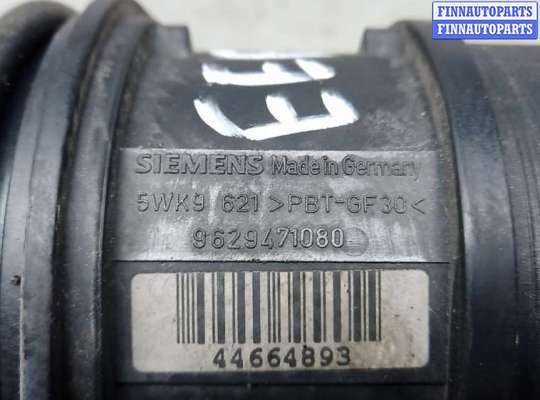 FINNAUTOPARTS
FINNAUTOPARTS
SIEMENS Made in Germany
5WK9 621 >PBT-GF30<
9629471080
44664893